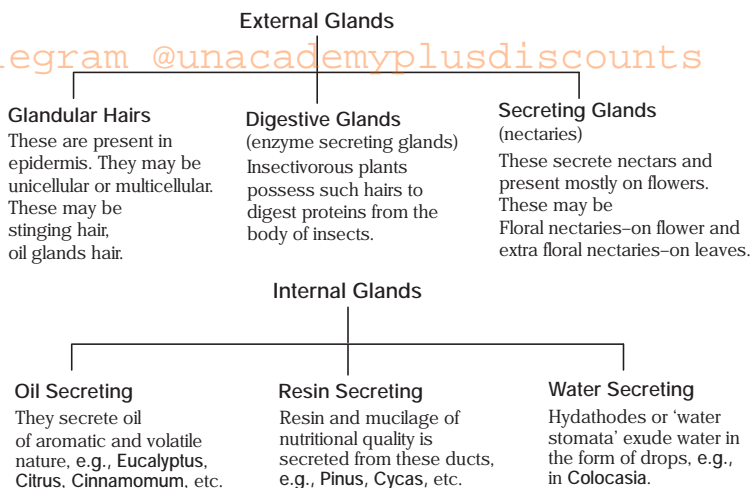 External Glands
legram @unacademyplusdiscounts
Glandular Hairs
These are present in
epidermis. They may be
unicellular or multicellular.
These may be
stinging hair,
oil glands hair.
Digestive Glands
(enzyme secreting glands)
Insectivorous plants
possess such hairs to
digest proteins from the
body of insects.
Secreting Glands
(nectaries)
These secrete nectars and
present mostly on flowers.
These may be
Floral nectaries–on flower and
extra floral nectaries–on leaves.
Internal Glands
Oil Secreting
They secrete oil
of aromatic and volatile
nature, e.g., Eucalyptus,
Citrus, Cinnamomum, etc.
Resin Secreting
Resin and mucilage of
nutritional quality is
secreted from these ducts,
e.g., Pinus, Cycas, etc.
Water Secreting
Hydathodes or ‘water
stomata’ exude water in
the form of drops, e.g.,
in Colocasia.